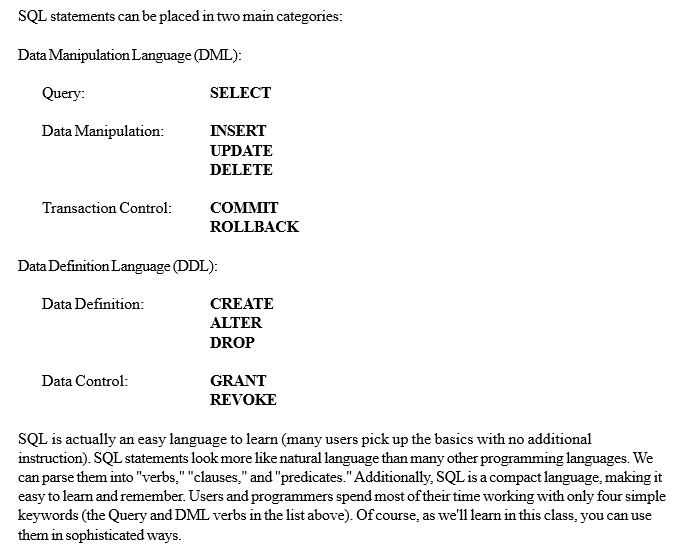 SQL statements can be placed in two main categories:
Data Manipulation Language (DML):
Query: SELECT
Data Manipulation: INSERT
UPDATE
DELETE
Transaction Control: COMMIT
ROLLBACK
Data Definition Language (DDL):
Data Definition: CREATE
ALTER
DROP
Data Control: GRANT
REVOKE
SQL is actually an easy language to learn (many users pick up the basics with no additional
instruction). SQL statements look more like natural language than many other programming languages. We
can parse them into "verbs," "clauses," and "predicates." Additionally, SQL is a compact language, making it
easy to learn and remember. Users and programmers spend most of their time working with only four simple
keywords (the Query and DML verbs in the list above). Of course, as we'll learn in this class, you can use
them in sophisticated ways.